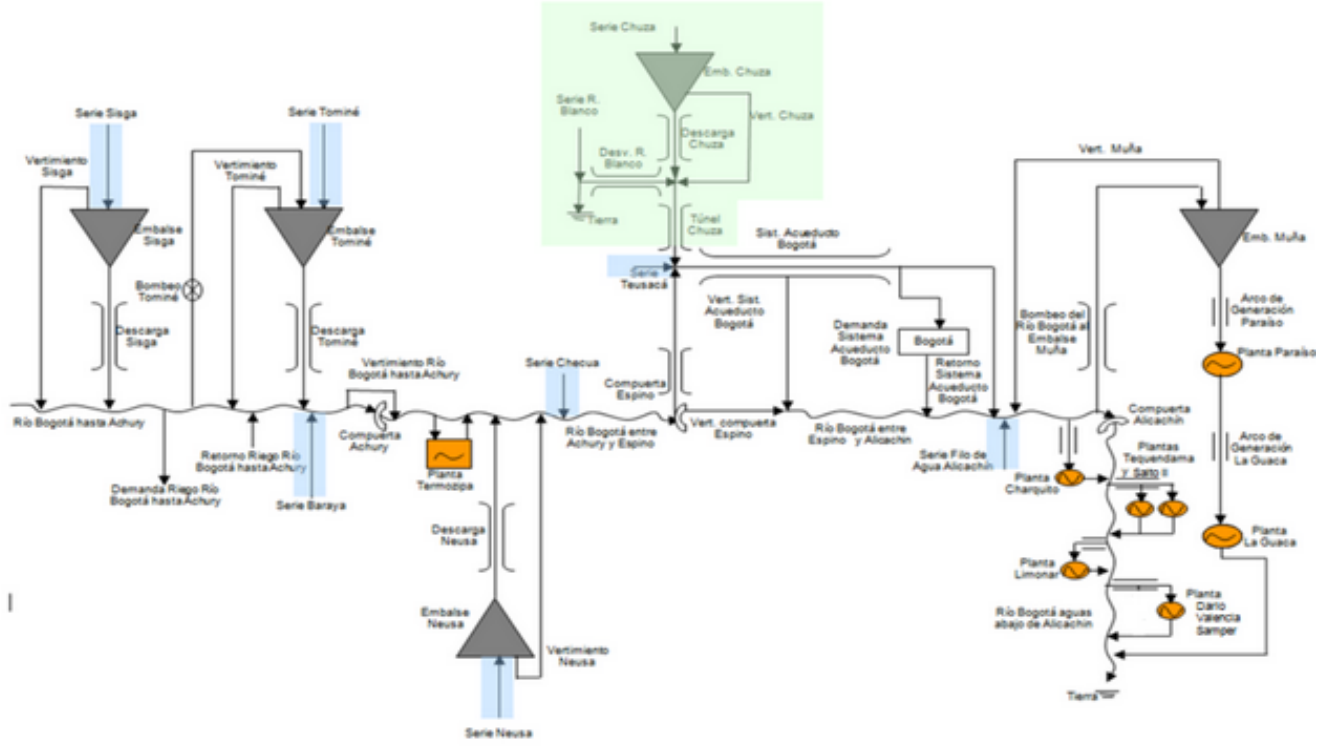 Serie Chuza
Emb. Chuza
Serie R.
Blanco
Vert. Chuza
Descarga
Chuza
Desv. R.
Blanco
Tierra
Túnel
Chuza
Serie Sisga
Vertimiento
Sisga
Embalse
Sisga
Descarga
Sisga
Serie Tominé
Vertimiento
Tominé
Embalse
Tominé
Bombeo
Tominé
Descarga
Tominé
Río Bogotá hasta Achury
Demanda Riego Río
Bogotá hasta Achury
Retorno Riego Río
Bogotá hasta Achury
Serie Baraya
Vertimiento Río
Bogotá hasta Achury
Compuerta
Achury
Planta
Termozipa
Descarga
Neusa
Embalse
Neusa
Vertimiento
Neusa
Serie Neusa
Serie Checua
Río Bogotá entre
Achury y Espino
Compuerta
Espino
Serie
Teusacá
Sist. Acueducto
Bogotá
Vert. Sist.
Acueducto
Bogotá
Vert. compuerta
Espino
Demanda
Sistema
Acueducto
Bogotá
Bogotá
Retorno
Sistema
Acueducto
Bogotá
Río Bogotá entre
Espino y Alicachin
Serie Filo de
Agua Alicachin
Vert. Muña
Emb. Muña
Bombeo del
Río Bogotá al
Embalse
Muña
Arco de
Generación
Paraíso
Planta Paraíso
Compuerta
Alicachín
Arco de
Generación
La Guaca
Planta
La Guaca
Planta
Charquito
Plantas
Tequendama
y Salto II
Planta
Limonar
Planta
Dario
Valencia
Samper
Río Bogotá aguas
abajo de Alicachin
Tierra